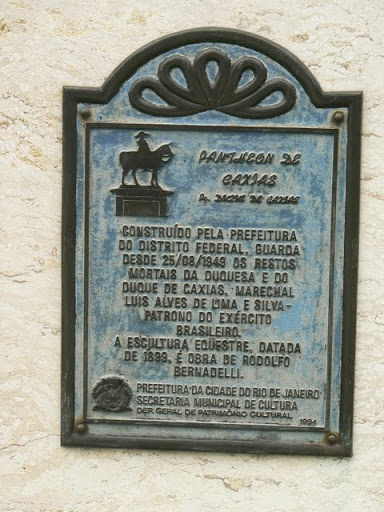 PANTHEON DE
CAXIAS
P. DUQUE DE CAXIAS
CONSTRUÍDO PELA PREFEITURA
DO DISTRITO FEDERAL, GUARDA
DESDE 25/08/1949 OS RESTOS
MORTAIS DA DUQUESA E DO
DUQUE DE CAXIAS, MARECHAL
LUIS ALVES DE LIMA E SILVA-
PATRONO DO EXÉRCITO
BRASILEIRO.
A ESCULTURA EQÜESTRE, DATADA
DE 1899, É OBRA DE RODOLFO
BERNADELLI.
PREFEITURA DA CIDADE DO RIO DE JANEIRO
SECRETARIA MUNICIPAL DE CULTURA
DEP. GERAL DE PATRIMÔNIO CULTURAL 1994